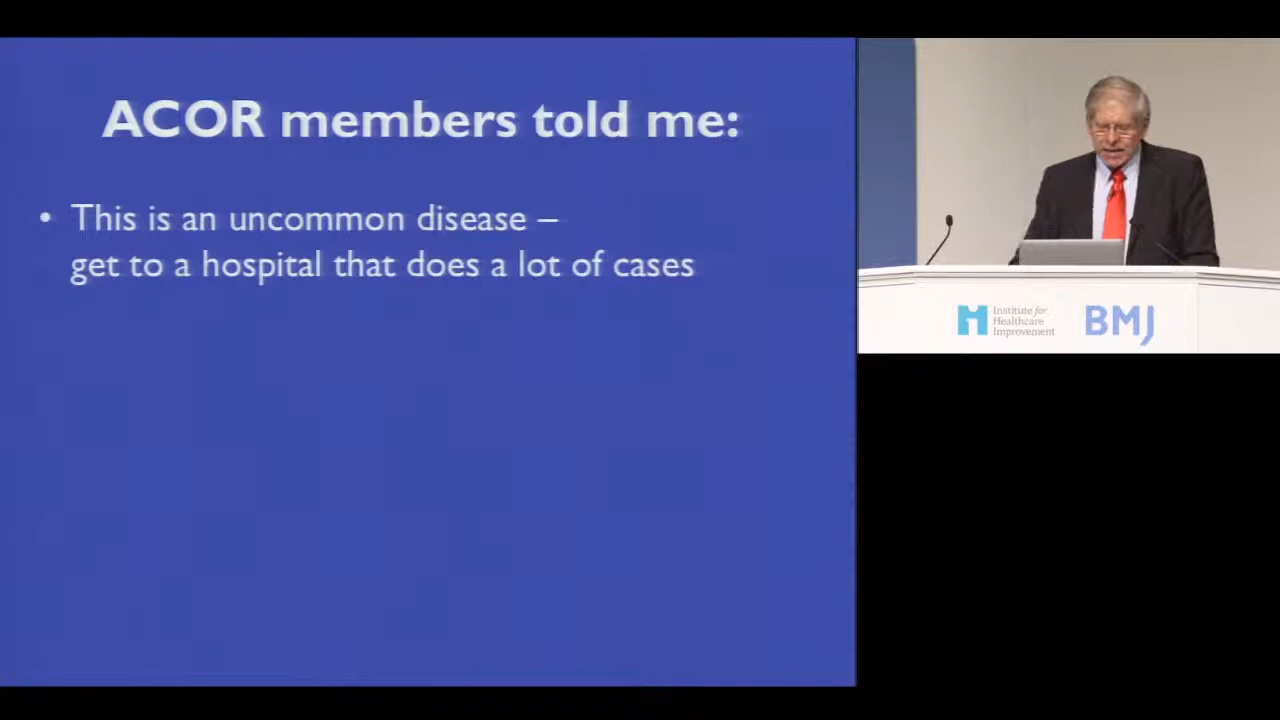 ACOR members told me:
• This is an uncommon disease –
get to a hospital that does a lot of cases
Institute for
Healthcare
Improvement
BMJ